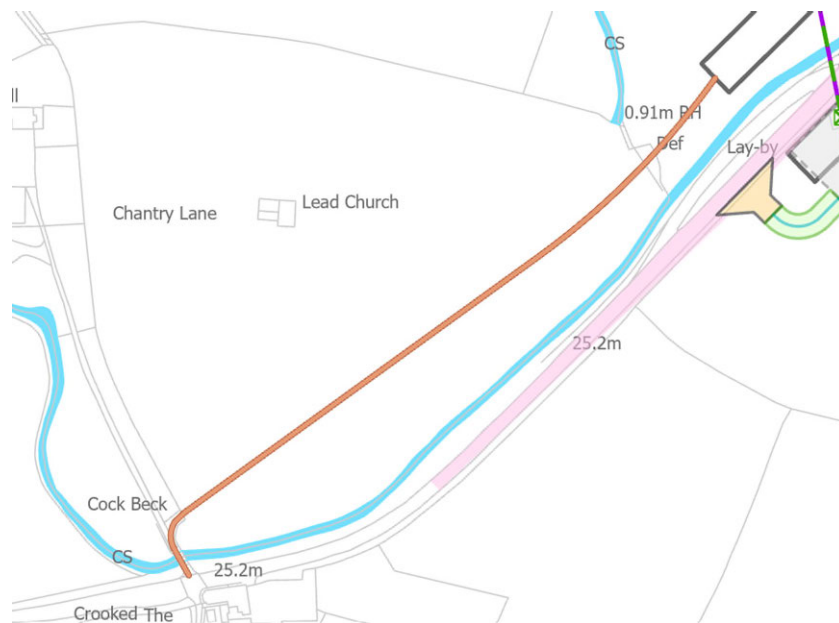 CS
ll
0.91m RH
Def
Lay-by
Lead Church
Chantry Lane
25.2m
Cock Beck
CS
25.2m
Crooked The